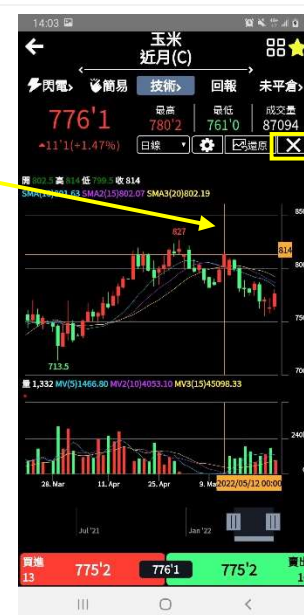 14:03
玉米
近月(C)
閃電 簡易 技術 回報 未平倉
776'1 最高 最低 成交量
780'2 761'0 87094
11'1(+1.47%) 日線 還原
開 802.5 高 814 低 799.5 收 814
SMA2(15)802.07 SMA3(20)802.19
827
814
713.5
量 1,332 MV(5)1466.80 MV2(10)4053.10 MV3(15)45098.33
28. Mar 11. Apr 25. Apr 9. Ma 2022/05/12 00:00
Jul '21 Jan '22
買進 775'2 776'1 775'2 賣出
13